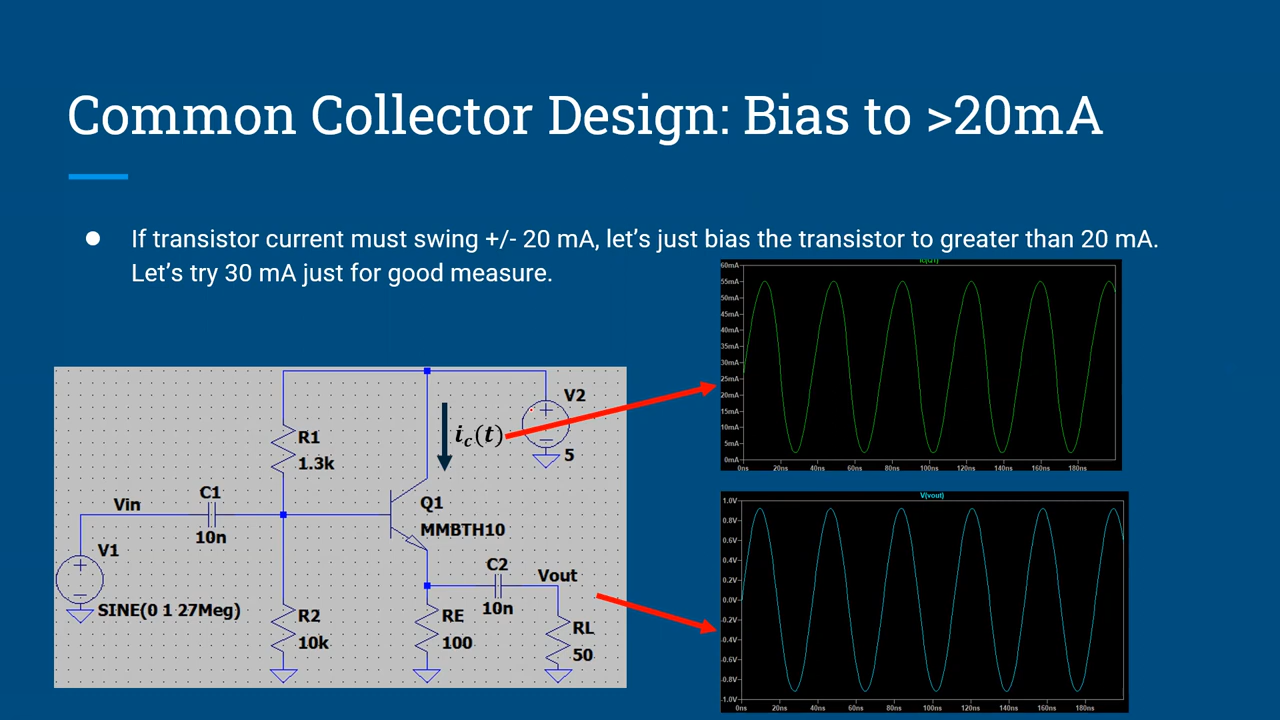 Common Collector Design: Bias to >20mA
● If transistor current must swing +/- 20 mA, let’s just bias the transistor to greater than 20 mA.
Let’s try 30 mA just for good measure.
Ic(Q1)
60mA
55mA
50mA
45mA
40mA
35mA
30mA
25mA
20mA
15mA
10mA
5mA
0mA
0ns 20ns 40ns 60ns 80ns 100ns 120ns 140ns 160ns 180ns
V2
5
ic(t)
R1
1.3k
Vin
C1
10n
Q1
MMBTH10
V1
SINE(0 1 27Meg)
C2
10n
Vout
R2
10k
RE
100
RL
50
V(vout)
1.0V
0.8V
0.6V
0.4V
0.2V
0.0V
-0.2V
-0.4V
-0.6V
-0.8V
-1.0V
0ns 20ns 40ns 60ns 80ns 100ns 120ns 140ns 160ns 180ns